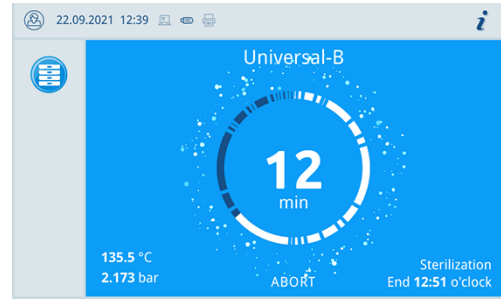 22.09.2021 12:39
i
Universal-B
12
min
135.5 °C
2.173 bar
ABORT
Sterilization
End 12:51 o'clock